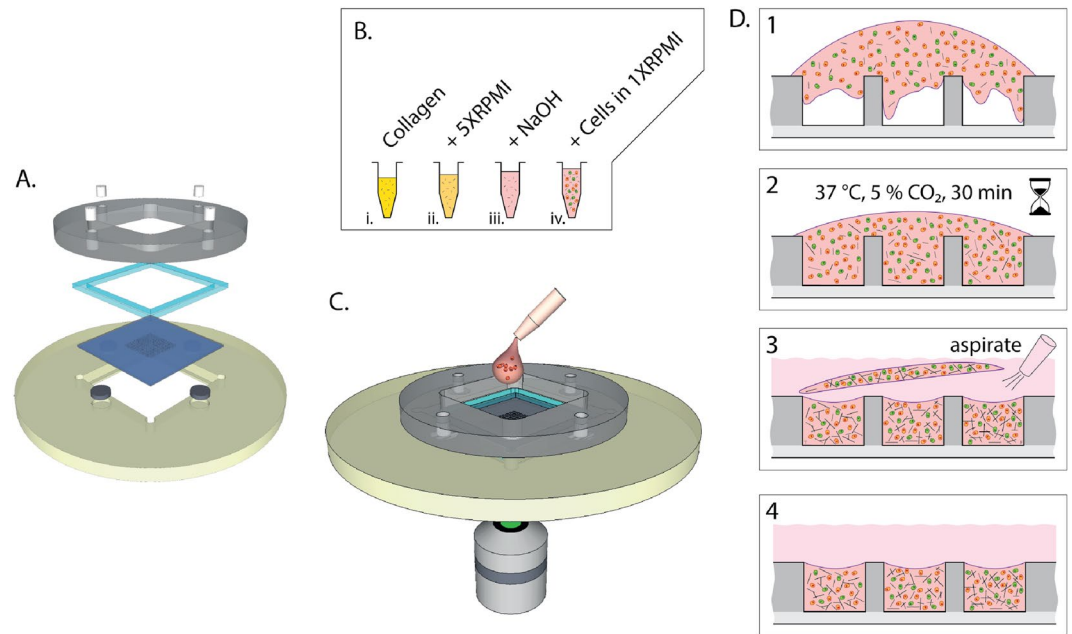 A.
B.
Collagen
+ 5XRPMI
+ NaOH
+ Cells in 1XRPMI
i.
ii.
iii.
iv.
C.
D.
1
2
37 °C, 5 % CO₂, 30 min
3
aspirate
4